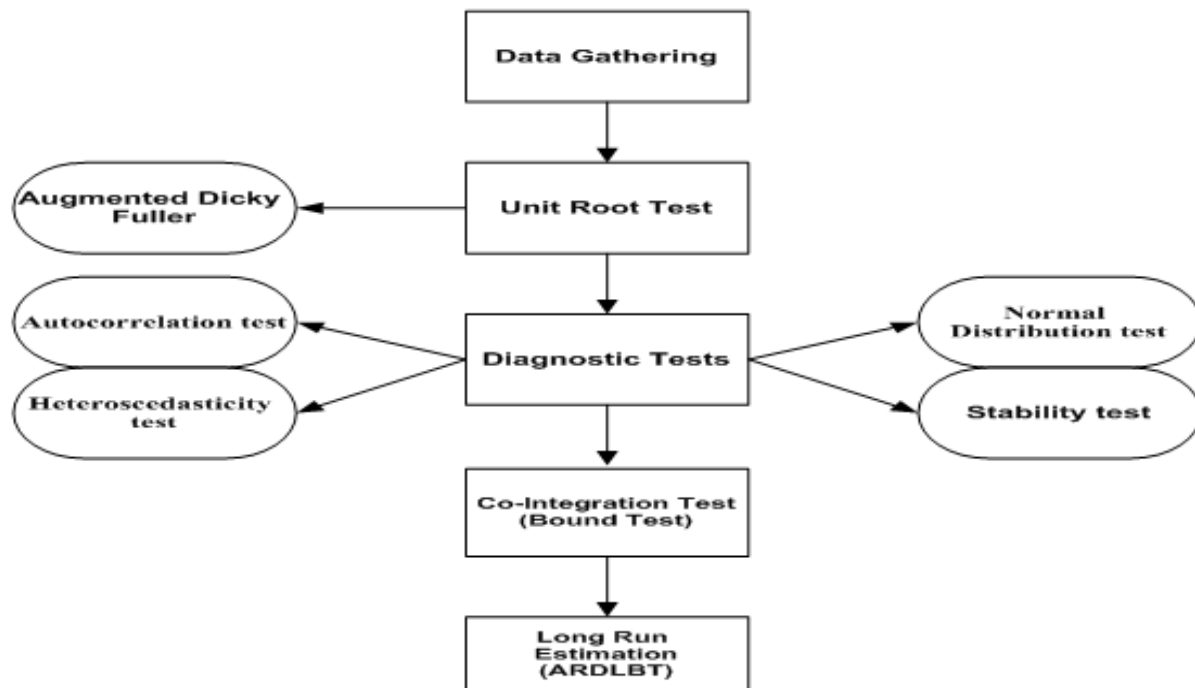 Data Gathering
Augmented Dicky
Fuller
Unit Root Test
Autocorrelation test
Heteroscedasticity
test
Diagnostic Tests
Normal
Distribution test
Stability test
Co-Integration Test
(Bound Test)
Long Run
Estimation
(ARDLBT)